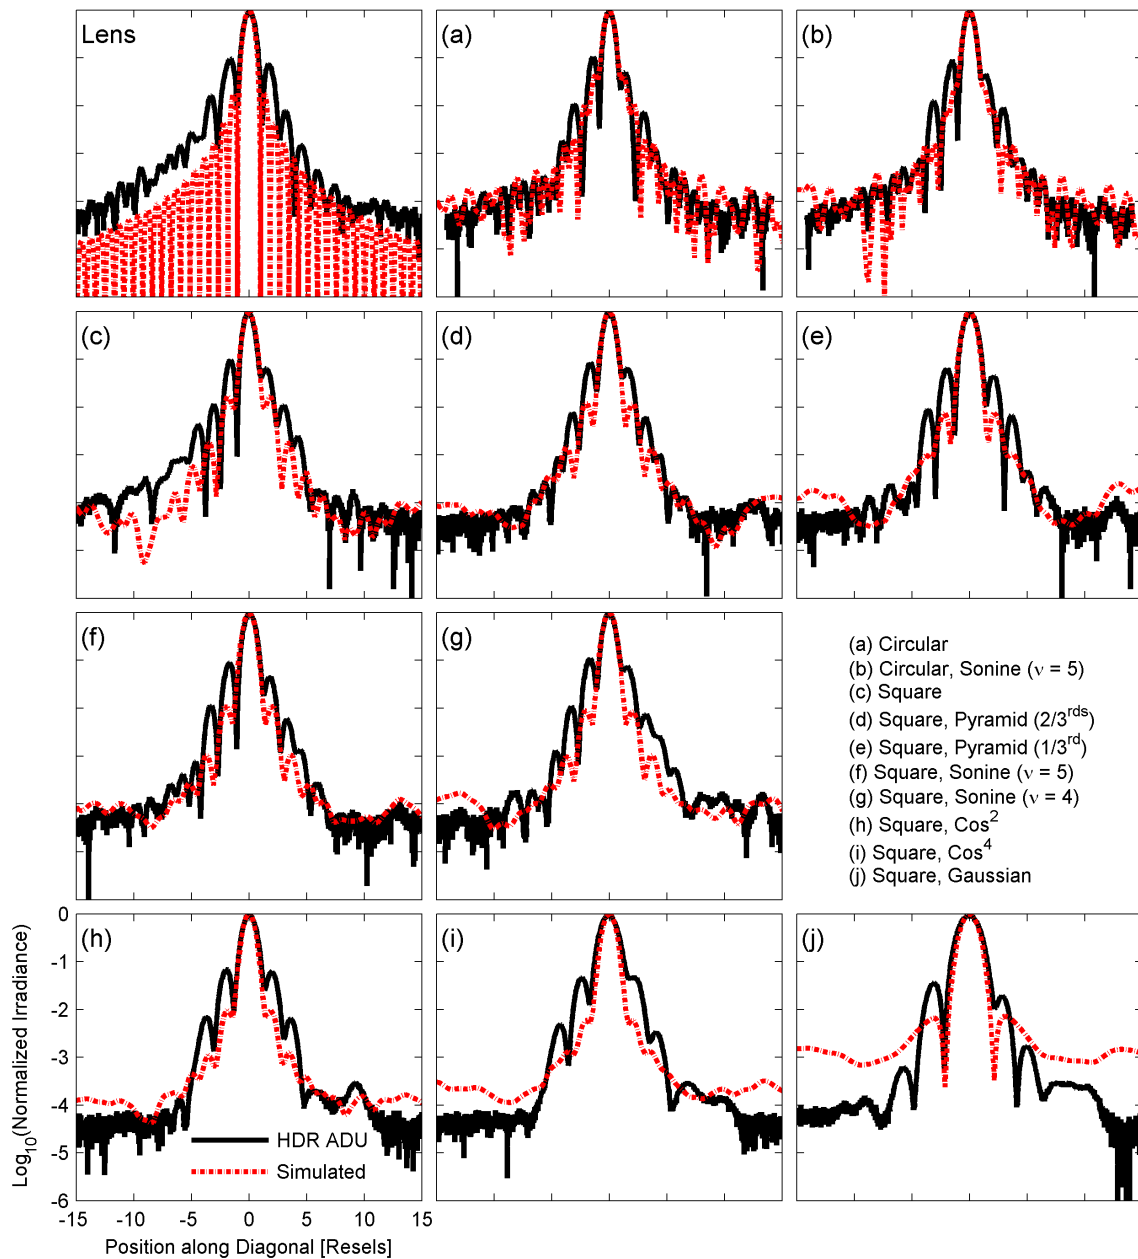 Lens
(a)
(b)
(c)
(d)
(e)
(f)
(g)
(a) Circular
(b) Circular, Sonine (ν = 5)
(c) Square
(d) Square, Pyramid (2/3rds)
(e) Square, Pyramid (1/3rd)
(f) Square, Sonine (ν = 5)
(g) Square, Sonine (ν = 4)
(h) Square, Cos2
(i) Square, Cos4
(j) Square, Gaussian
(h)
(i)
(j)
Log10(Normalized Irradiance)
0
-1
-2
-3
-4
-5
-6
HDR ADU
Simulated
-15 -10 -5 0 5 10 15
Position along Diagonal [Resels]